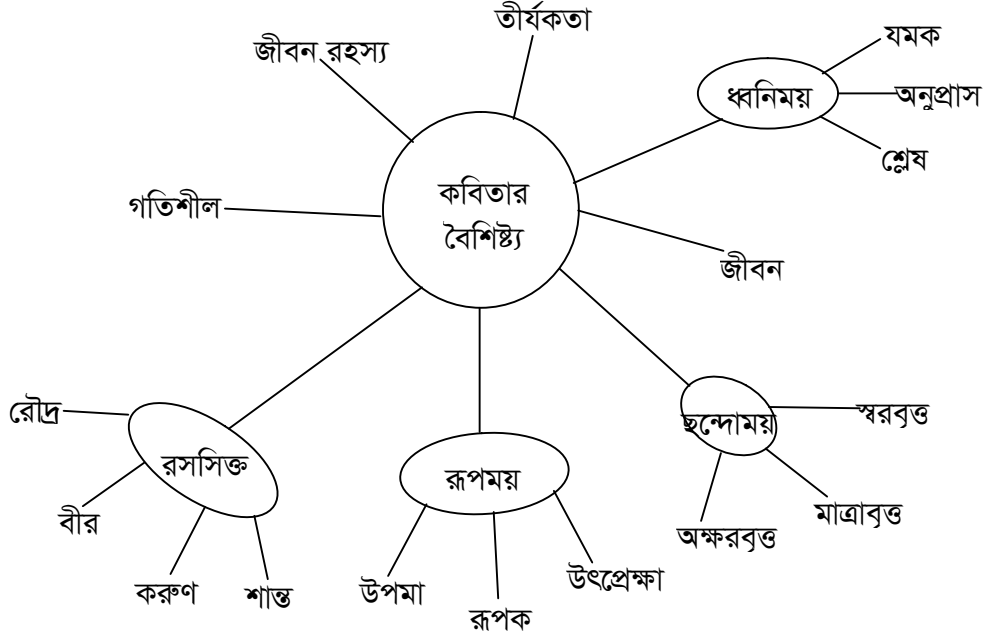 তীর্যকতা
জীবন রহস্য
যমক
ধ্বনিময়
অনুপ্রাস
শ্লেষ
কবিতার
বৈশিষ্ট্য
গতিশীল
জীবন
রৌদ্র
রসসিক্ত
বীর
করুণ
শান্ত
রূপময়
উপমা
রূপক
উৎপ্রেক্ষা
ছন্দোময়
স্বরবৃত্ত
মাত্রাবৃত্ত
অক্ষরবৃত্ত